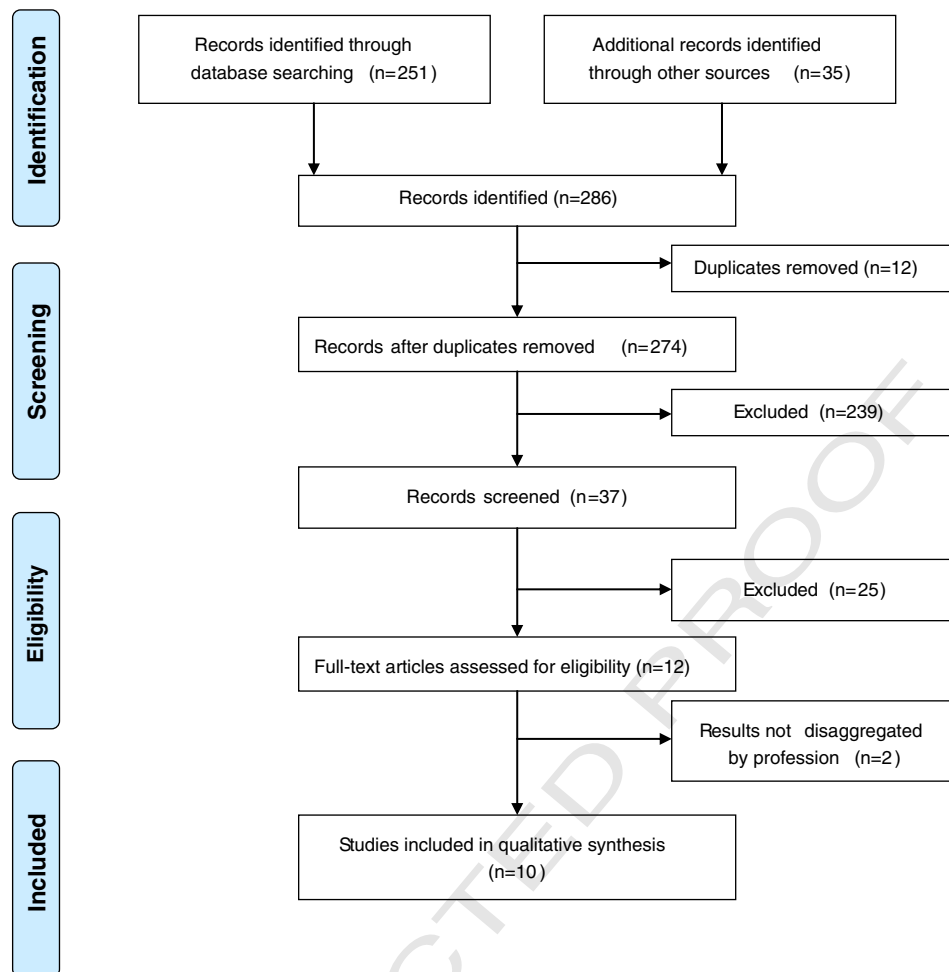 Identification
Records identified through
database searching (n=251)
Additional records identified
through other sources (n=35)
Records identified (n=286)
Duplicates removed (n=12)
Screening
Records after duplicates removed (n=274)
Excluded (n=239)
Records screened (n=37)
Eligibility
Excluded (n=25)
Full-text articles assessed for eligibility (n=12)
Results not disaggregated
by profession (n=2)
Included
Studies included in qualitative synthesis
(n=10)
CTED PROOF